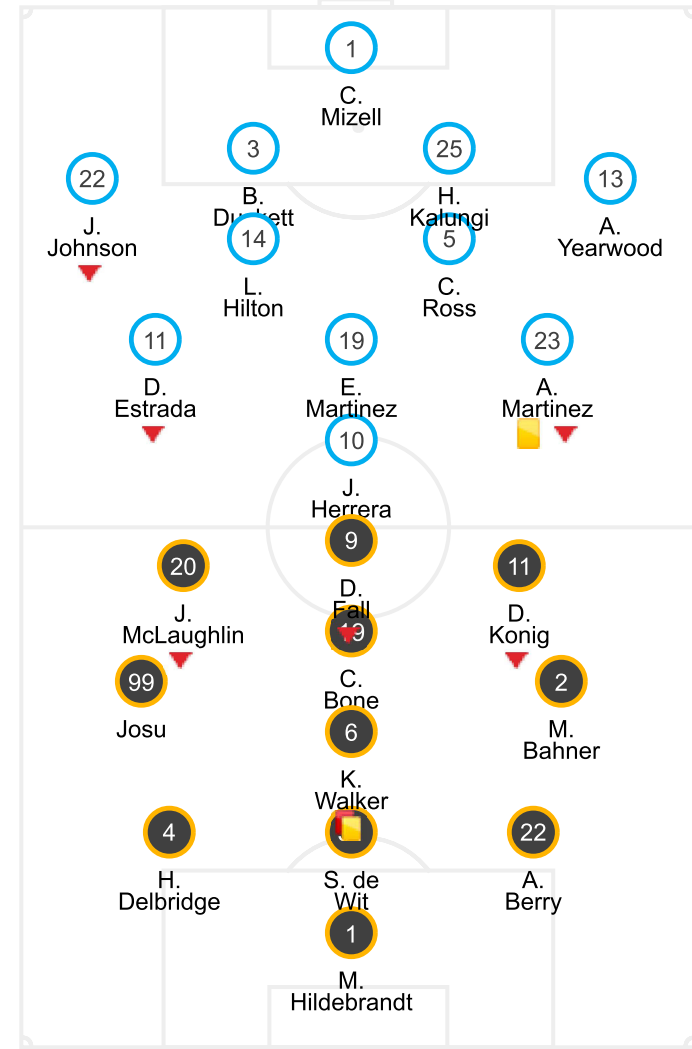 1
C.
Mizell
3
25
22
13
B.
Duckett
H.
Kalungi
J.
Johnson
A.
Yearwood
14
5
L.
Hilton
C.
Ross
11
19
23
D.
Estrada
E.
Martinez
A.
Martinez
10
J.
Herrera
9
20
11
D.
Fall
J.
McLaughlin
D.
Konig
19
99
2
C.
Bone
Josu
M.
Bahner
6
K.
Walker
4
22
H.
Delbridge
S. de
Wit
A.
Berry
1
M.
Hildebrandt